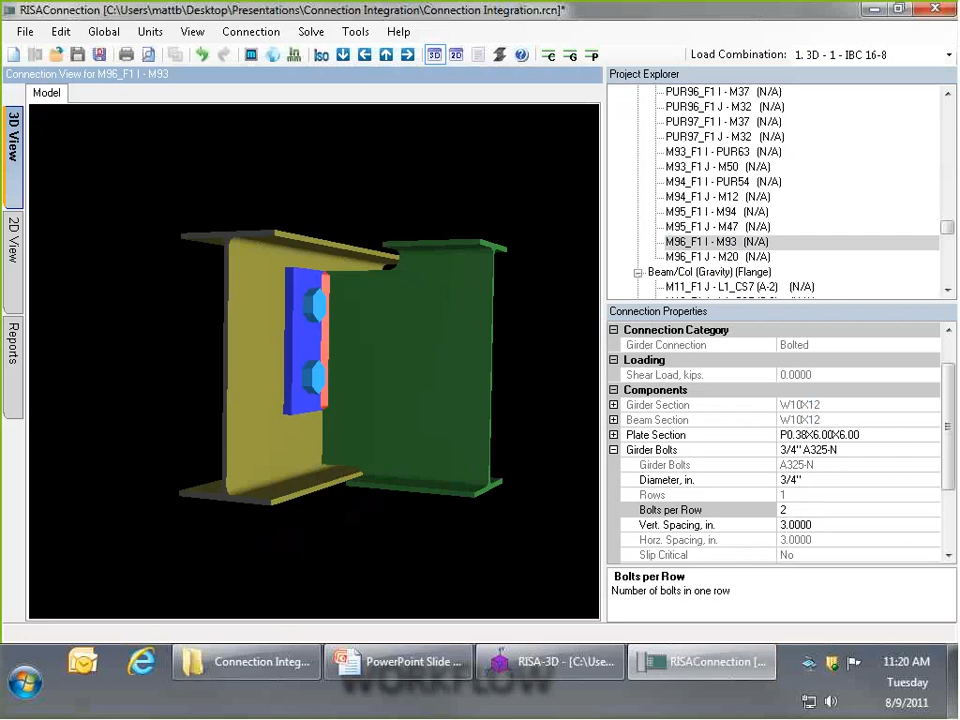 RISAConnection [C:\Users\mattb\Desktop\Presentations\Connection Integration\Connection Integration.rcn]*
File Edit Global Units View Connection Solve Tools Help
Iso 3D 2D C G P Load Combination: 1. 3D - 1 - IBC 16-8
Connection View for M96_F1 I - M93
Model
3D View
2D View
Reports
Project Explorer
PUR96_F1 I - M37 (N/A)
PUR96_F1 J - M32 (N/A)
PUR97_F1 I - M37 (N/A)
PUR97_F1 J - M32 (N/A)
M93_F1 I - PUR63 (N/A)
M93_F1 J - M50 (N/A)
M94_F1 I - PUR54 (N/A)
M94_F1 J - M12 (N/A)
M95_F1 I - M94 (N/A)
M95_F1 J - M47 (N/A)
M96_F1 I - M93 (N/A)
M96_F1 J - M20 (N/A)
Beam/Col (Gravity) (Flange)
M11_F1 J - L1_CS7 (A-2) (N/A)
Connection Properties
Connection Category
Girder Connection Bolted
Loading
Shear Load, kips. 0.0000
Components
Girder Section W10X12
Beam Section W10X12
Plate Section P0.38X6.00X6.00
Girder Bolts 3/4" A325-N
Girder Bolts A325-N
Diameter, in. 3/4"
Rows 1
Bolts per Row 2
Vert. Spacing, in. 3.0000
Horz. Spacing, in. 3.0000
Slip Critical No
Bolts per Row
Number of bolts in one row
Connection Integ... PowerPoint Slide ... RISA-3D - [C:\Use... RISAConnection [...
WORKFLOW
11:20 AM
Tuesday
8/9/2011